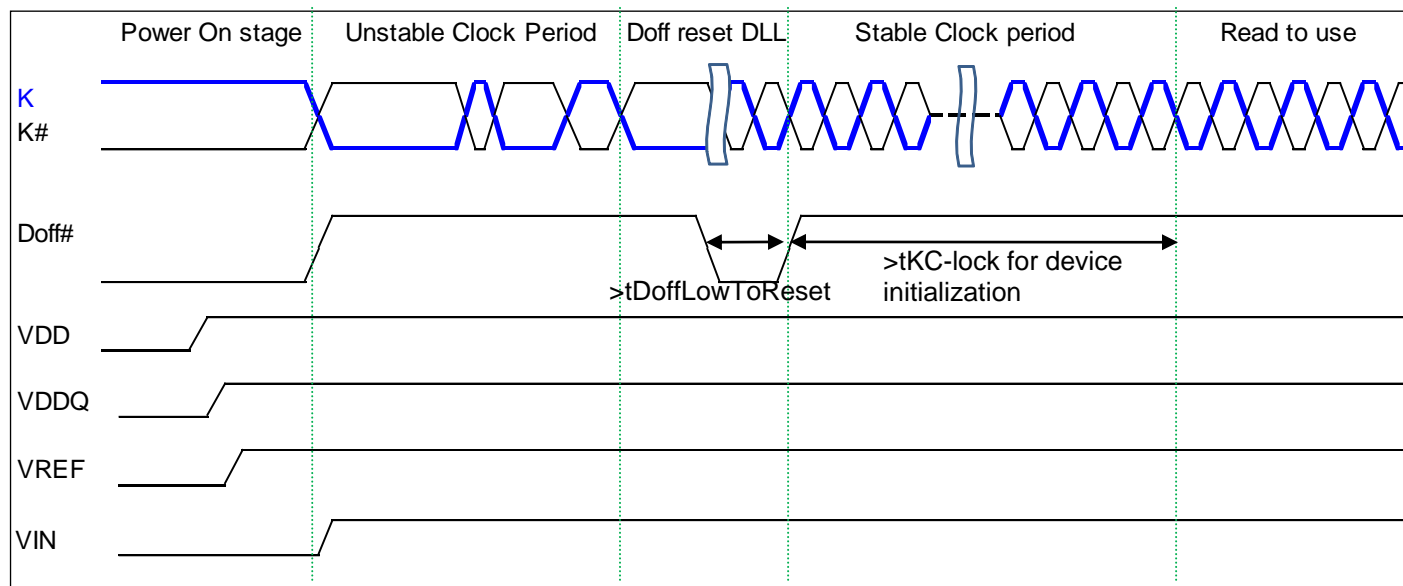 Power On stage
Unstable Clock Period
Doff reset DLL
Stable Clock period
Read to use
K
K#
Doff#
>tDoffLowToReset
>tKC-lock for device
initialization
VDD
VDDQ
VREF
VIN